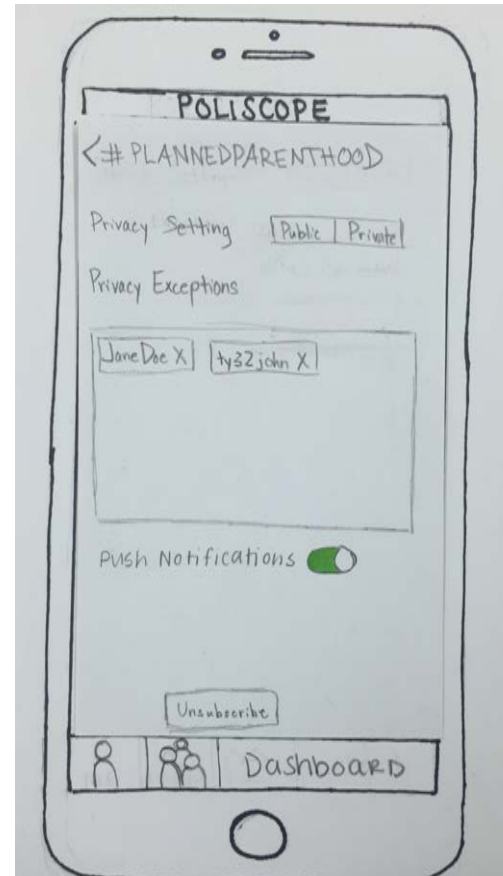 POLISCOPE
<# PLANNEDPARENTHOOD
Privacy Setting Public Private
Privacy Exceptions
JaneDoe X ty32john X
Push Notifications
Unsubscribe
Dashboard